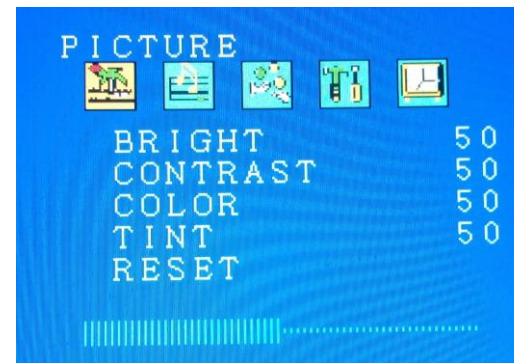 PICTURE
BRIGHT 50
CONTRAST 50
COLOR 50
TINT 50
RESET